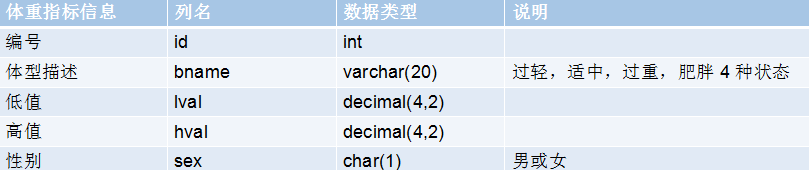 体重指标信息 列名 数据类型 说明
编号 id int
体型描述 bname varchar(20) 过轻，适中，过重，肥胖 4 种状态
低值 lval decimal(4,2)
高值 hval decimal(4,2)
性别 sex char(1) 男或女